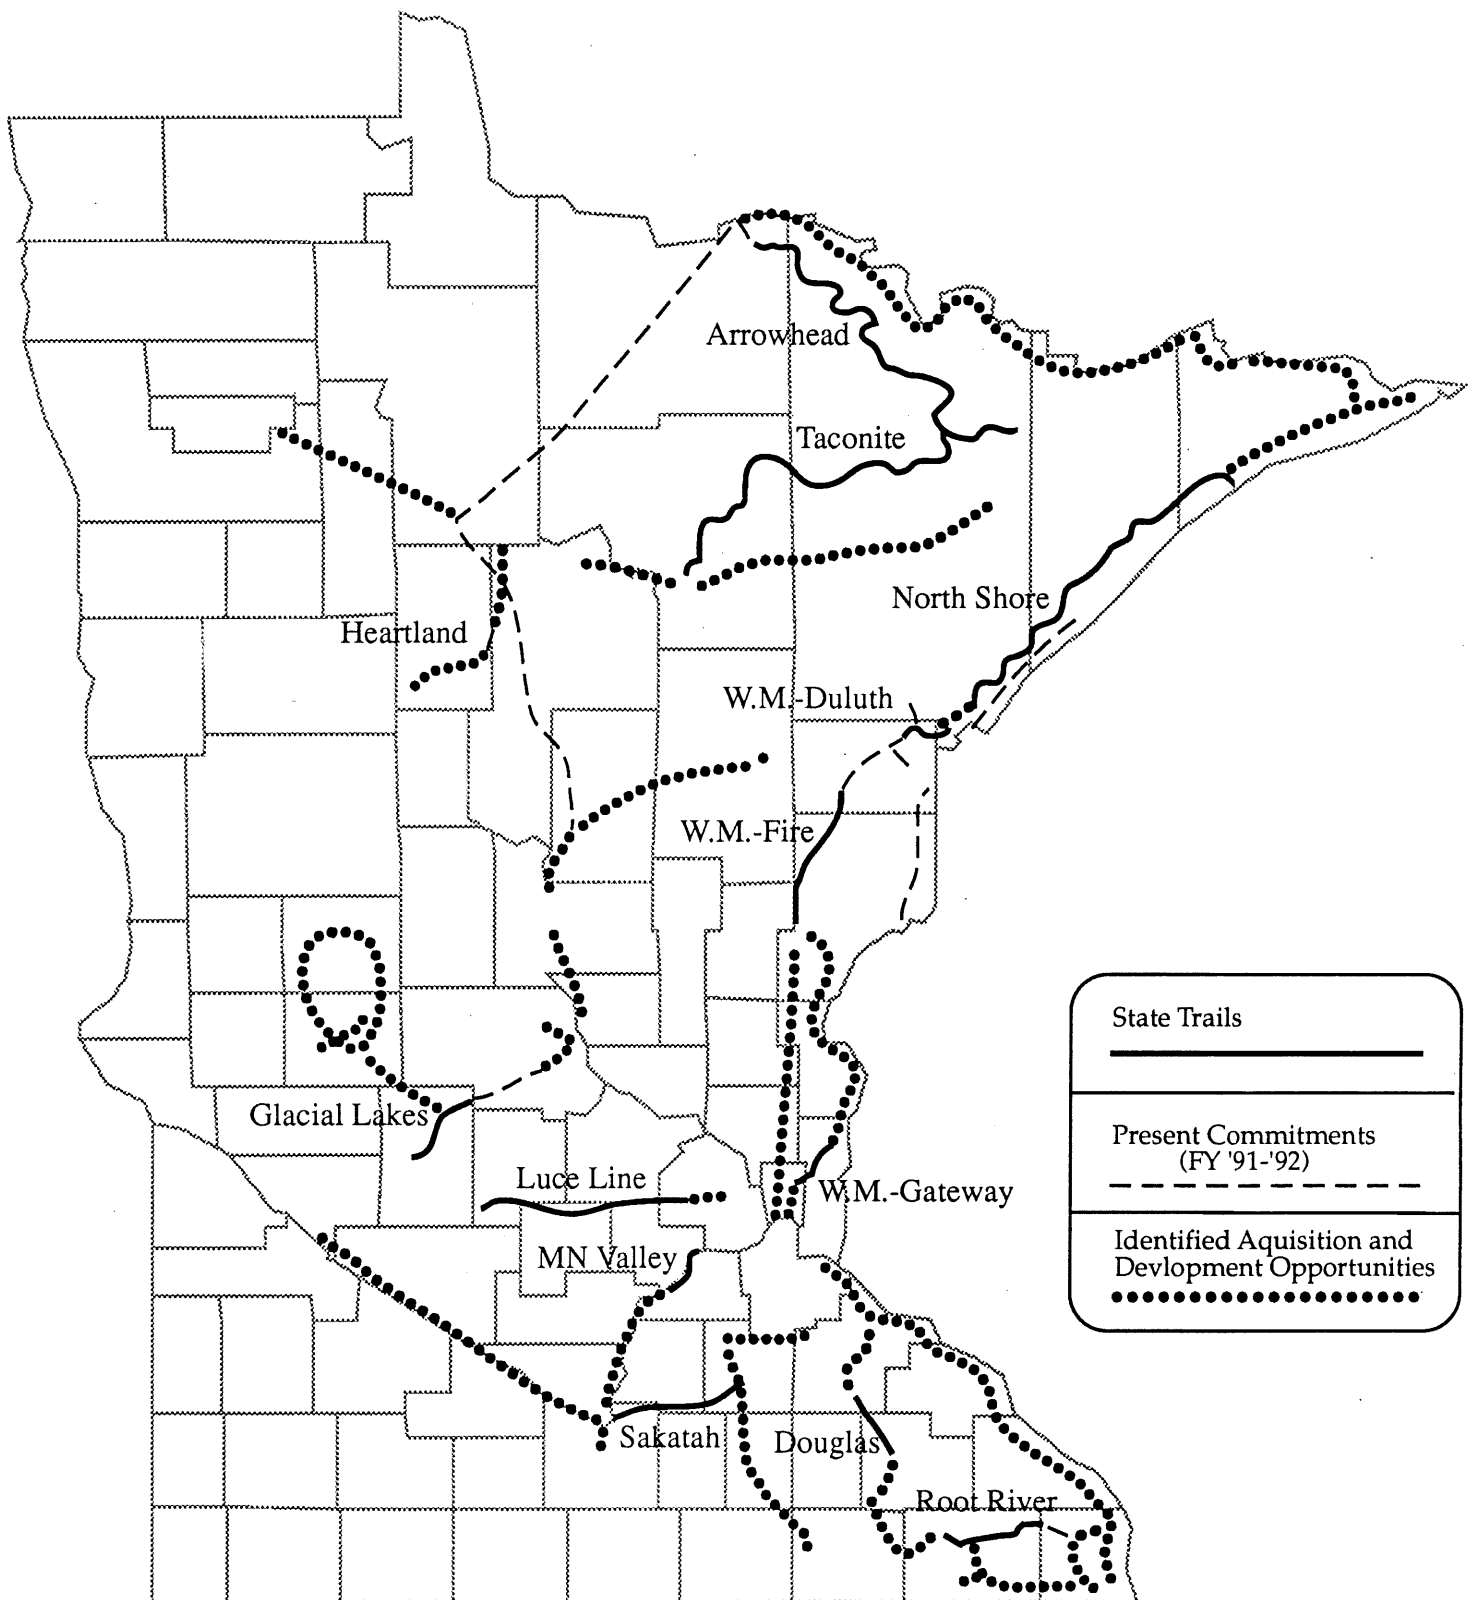 Arrowhead
Taconite
North Shore
Heartland
W.M.-Duluth
W.M.-Fire
State Trails
Present Commitments
(FY '91-'92)
Identified Aquisition and
Devlopment Opportunities
Glacial Lakes
Luce Line
W.M.-Gateway
MN Valley
Sakatah
Douglas
Root River